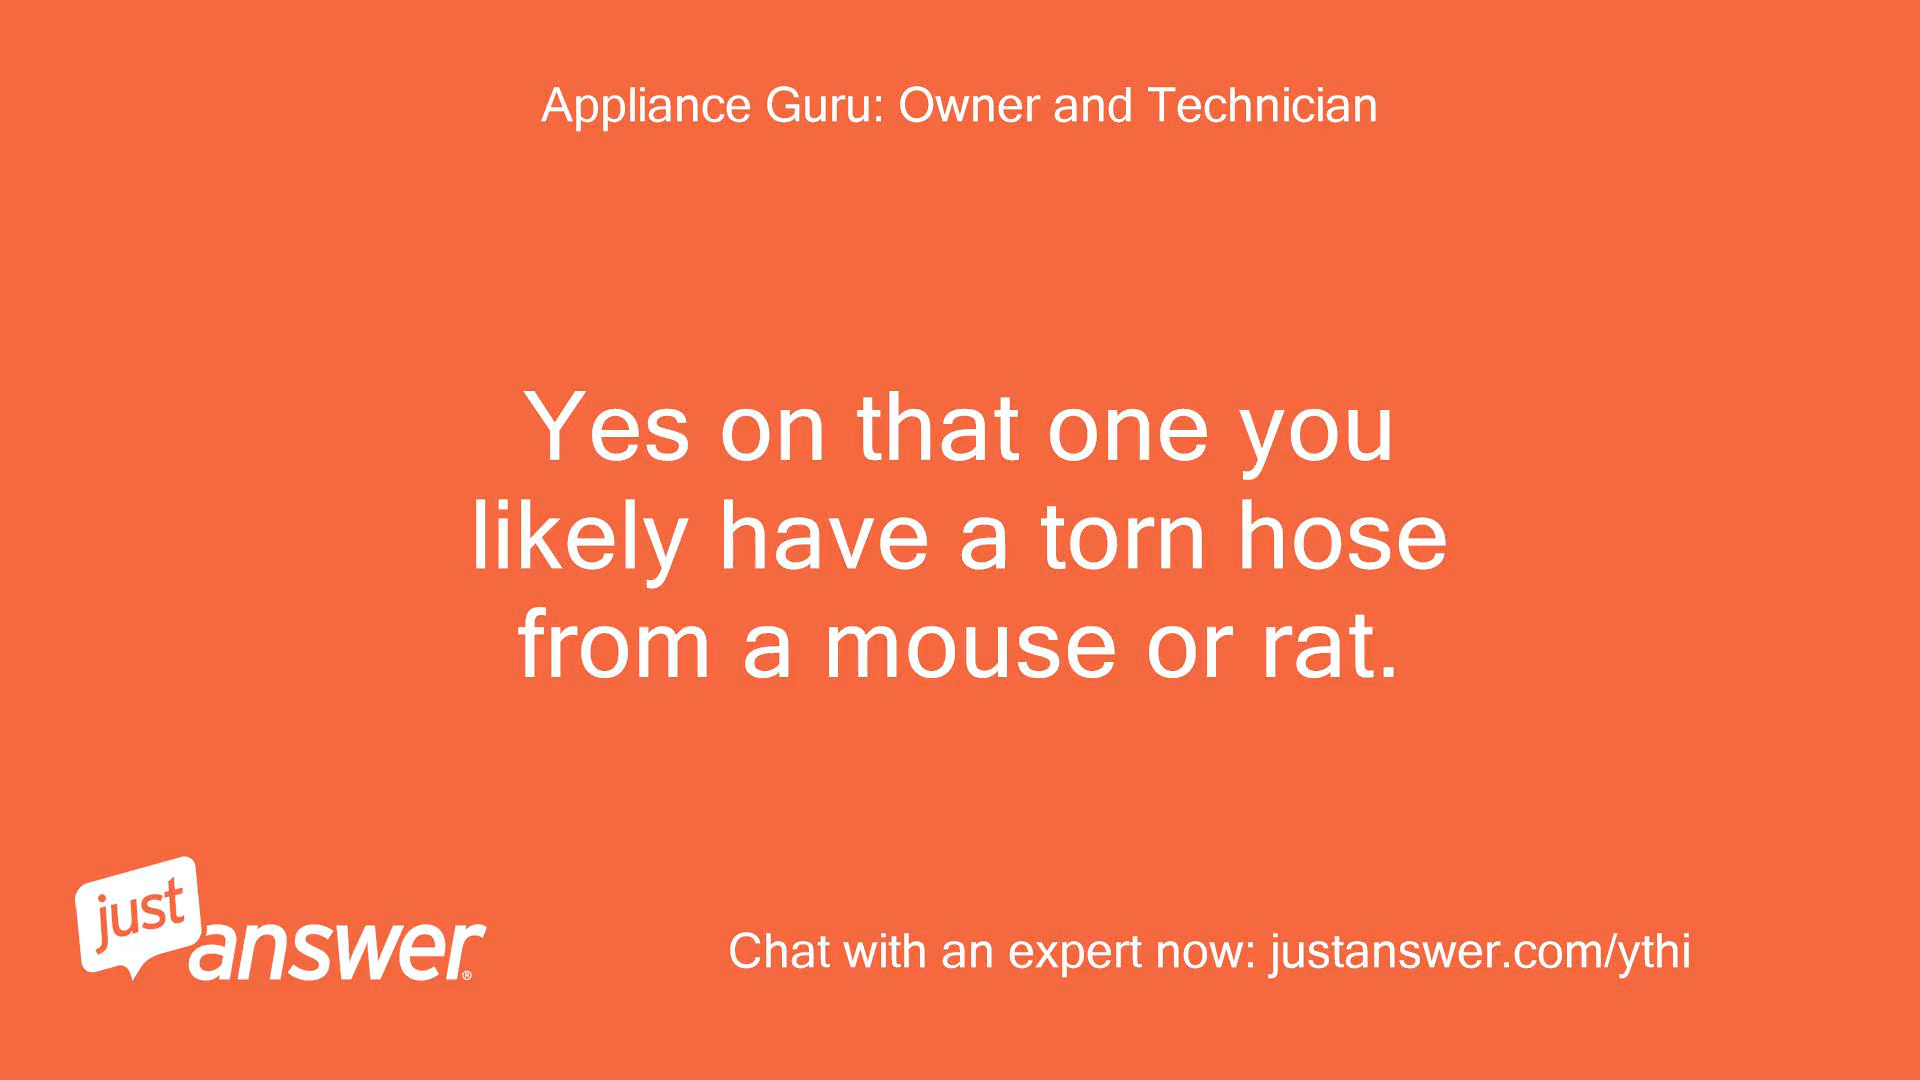 Appliance Guru: Owner and Technician
Yes on that one you
likely have a torn hose
from a mouse or rat.
just
answer®
Chat with an expert now: justanswer.com/ythi